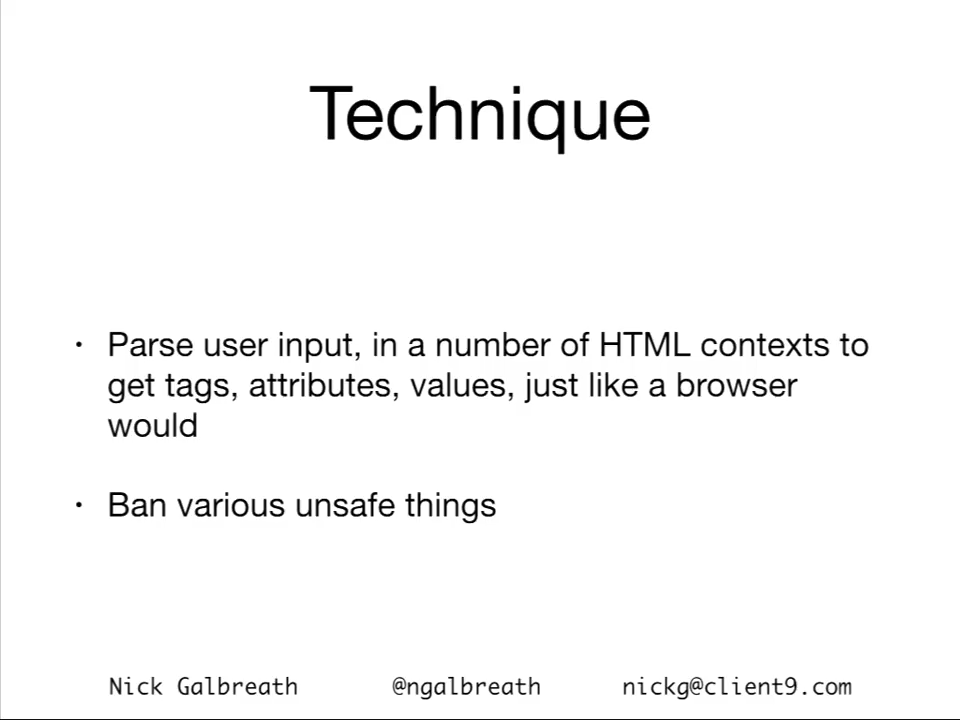 Technique
• Parse user input, in a number of HTML contexts to
get tags, attributes, values, just like a browser
would
• Ban various unsafe things
Nick Galbreath @ngalbreath nickg@client9.com